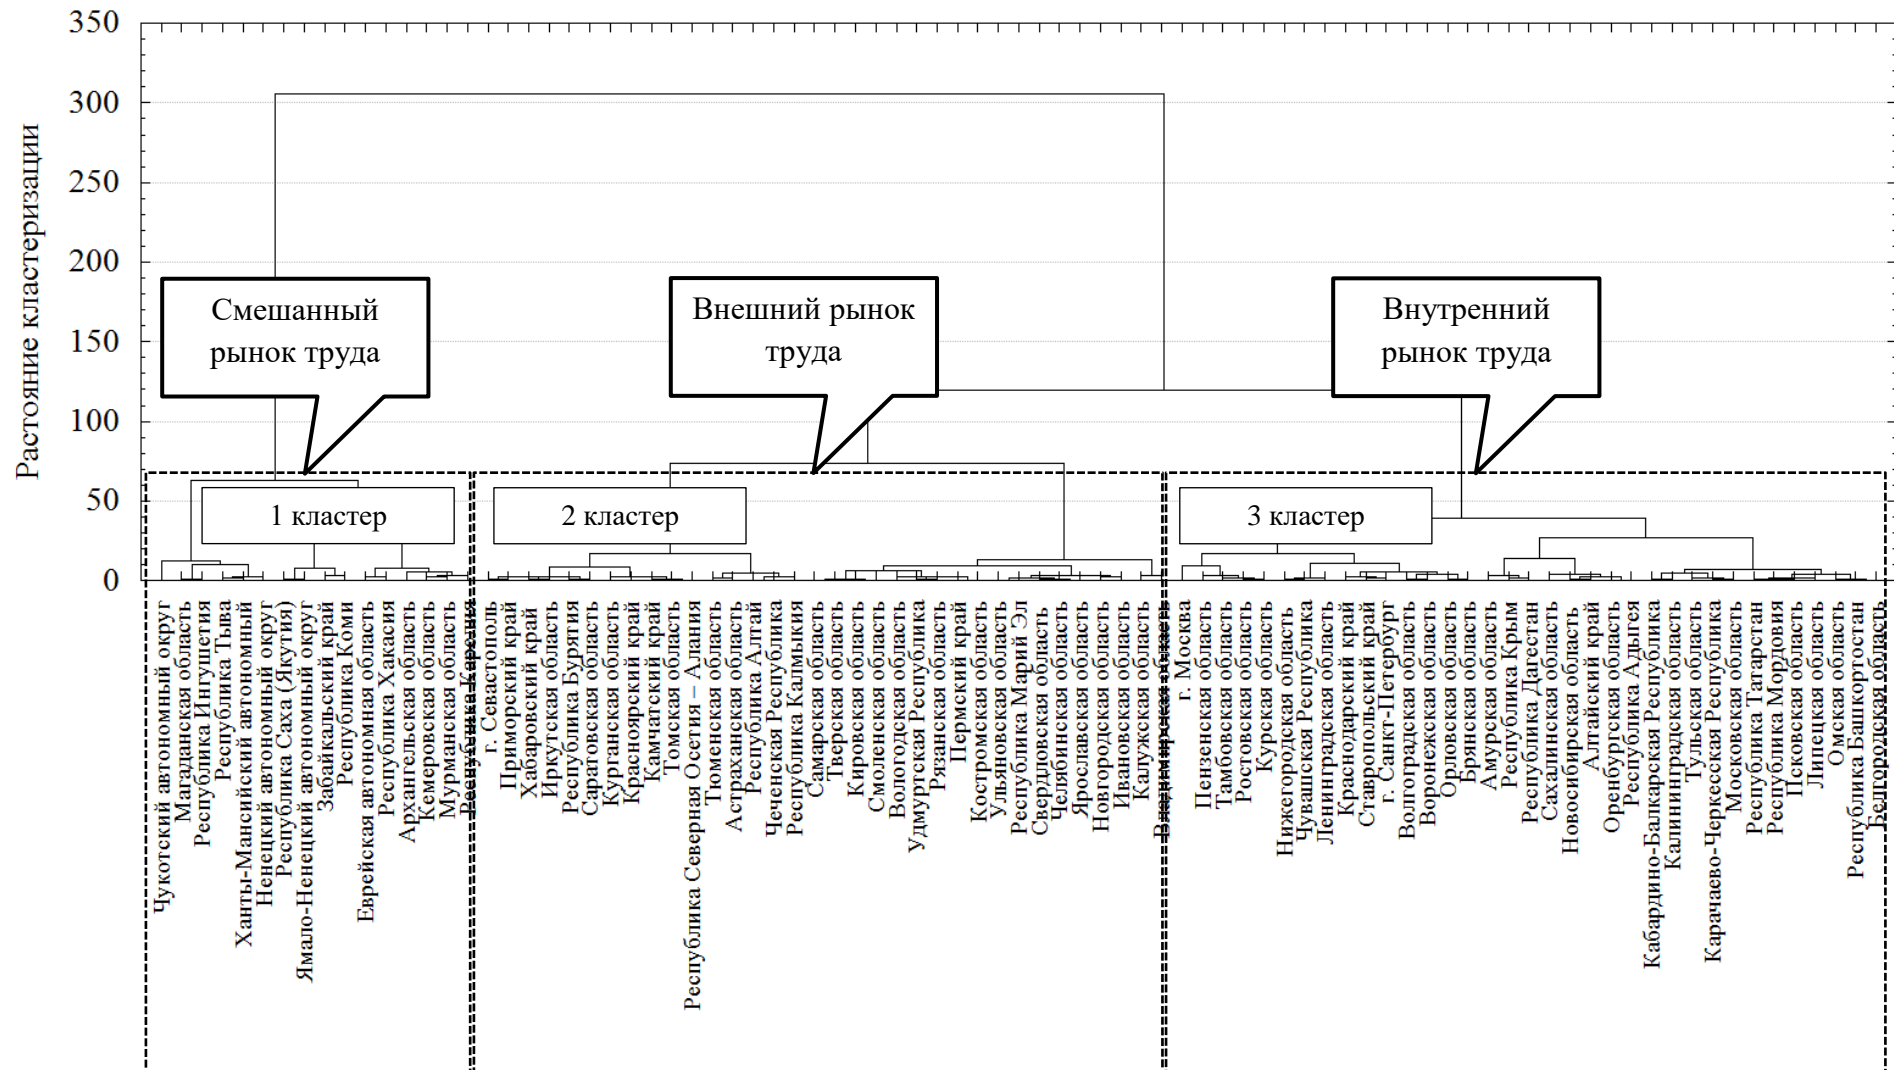 350
300
250
200
150
100
50
0
Растояние кластеризации
Смешанный
рынок труда
Внешний рынок
труда
Внутренний
рынок труда
1 кластер
2 кластер
3 кластер
Чукотский автономный округ
Магаданская область
Республика Ингушетия
Республика Тыва
Ханты-Мансийский автономный
Ненецкий автономный округ
Республика Саха (Якутия)
Ямало-Ненецкий автономный округ
Забайкальский край
Республика Коми
Еврейская автономная область
Республика Хакасия
Архангельская область
Кемеровская область
Мурманская область
Республика Карелия
г. Севастополь
Приморский край
Хабаровский край
Иркутская область
Республика Бурятия
Саратовская область
Курганская область
Красноярский край
Камчатский край
Томская область
Республика Северная Осетия – Алания
Тюменская область
Астраханская область
Республика Алтай
Чеченская Республика
Республика Калмыкия
Самарская область
Тверская область
Кировская область
Смоленская область
Вологодская область
Удмуртская Республика
Рязанская область
Пермский край
Костромская область
Ульяновская область
Республика Марий Эл
Свердловская область
Челябинская область
Ярославская область
Новгородская область
Ивановская область
Калужская область
Владимирская область
г. Москва
Пензенская область
Тамбовская область
Ростовская область
Курская область
Нижегородская область
Чувашская Республика
Ленинградская область
Краснодарский край
Ставропольский край
г. Санкт-Петербург
Волгоградская область
Воронежская область
Орловская область
Брянская область
Амурская область
Республика Крым
Республика Дагестан
Сахалинская область
Новосибирская область
Алтайский край
Оренбургская область
Республика Адыгея
Кабардино-Балкарская Республика
Калининградская область
Тульская область
Карачаево-Черкесская Республика
Московская область
Республика Татарстан
Республика Мордовия
Псковская область
Липецкая область
Омская область
Республика Башкортостан
Белгородская область